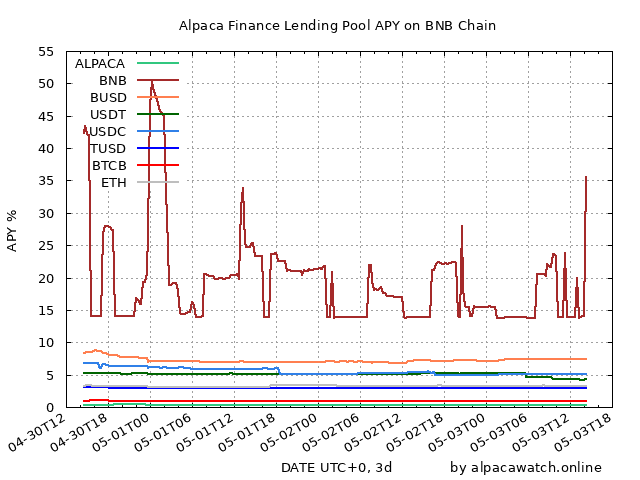 Alpaca Finance Lending Pool APY on BNB Chain
APY %
55
50
45
40
35
30
25
20
15
10
5
0
ALPACA
BNB
BUSD
USDT
USDC
TUSD
BTCB
ETH
04-30T12
04-30T18
05-01T00
05-01T06
05-01T12
05-01T18
05-02T00
05-02T06
05-02T12
05-02T18
05-03T00
05-03T06
05-03T12
05-03T18
DATE UTC+0, 3d
by alpacawatch.online